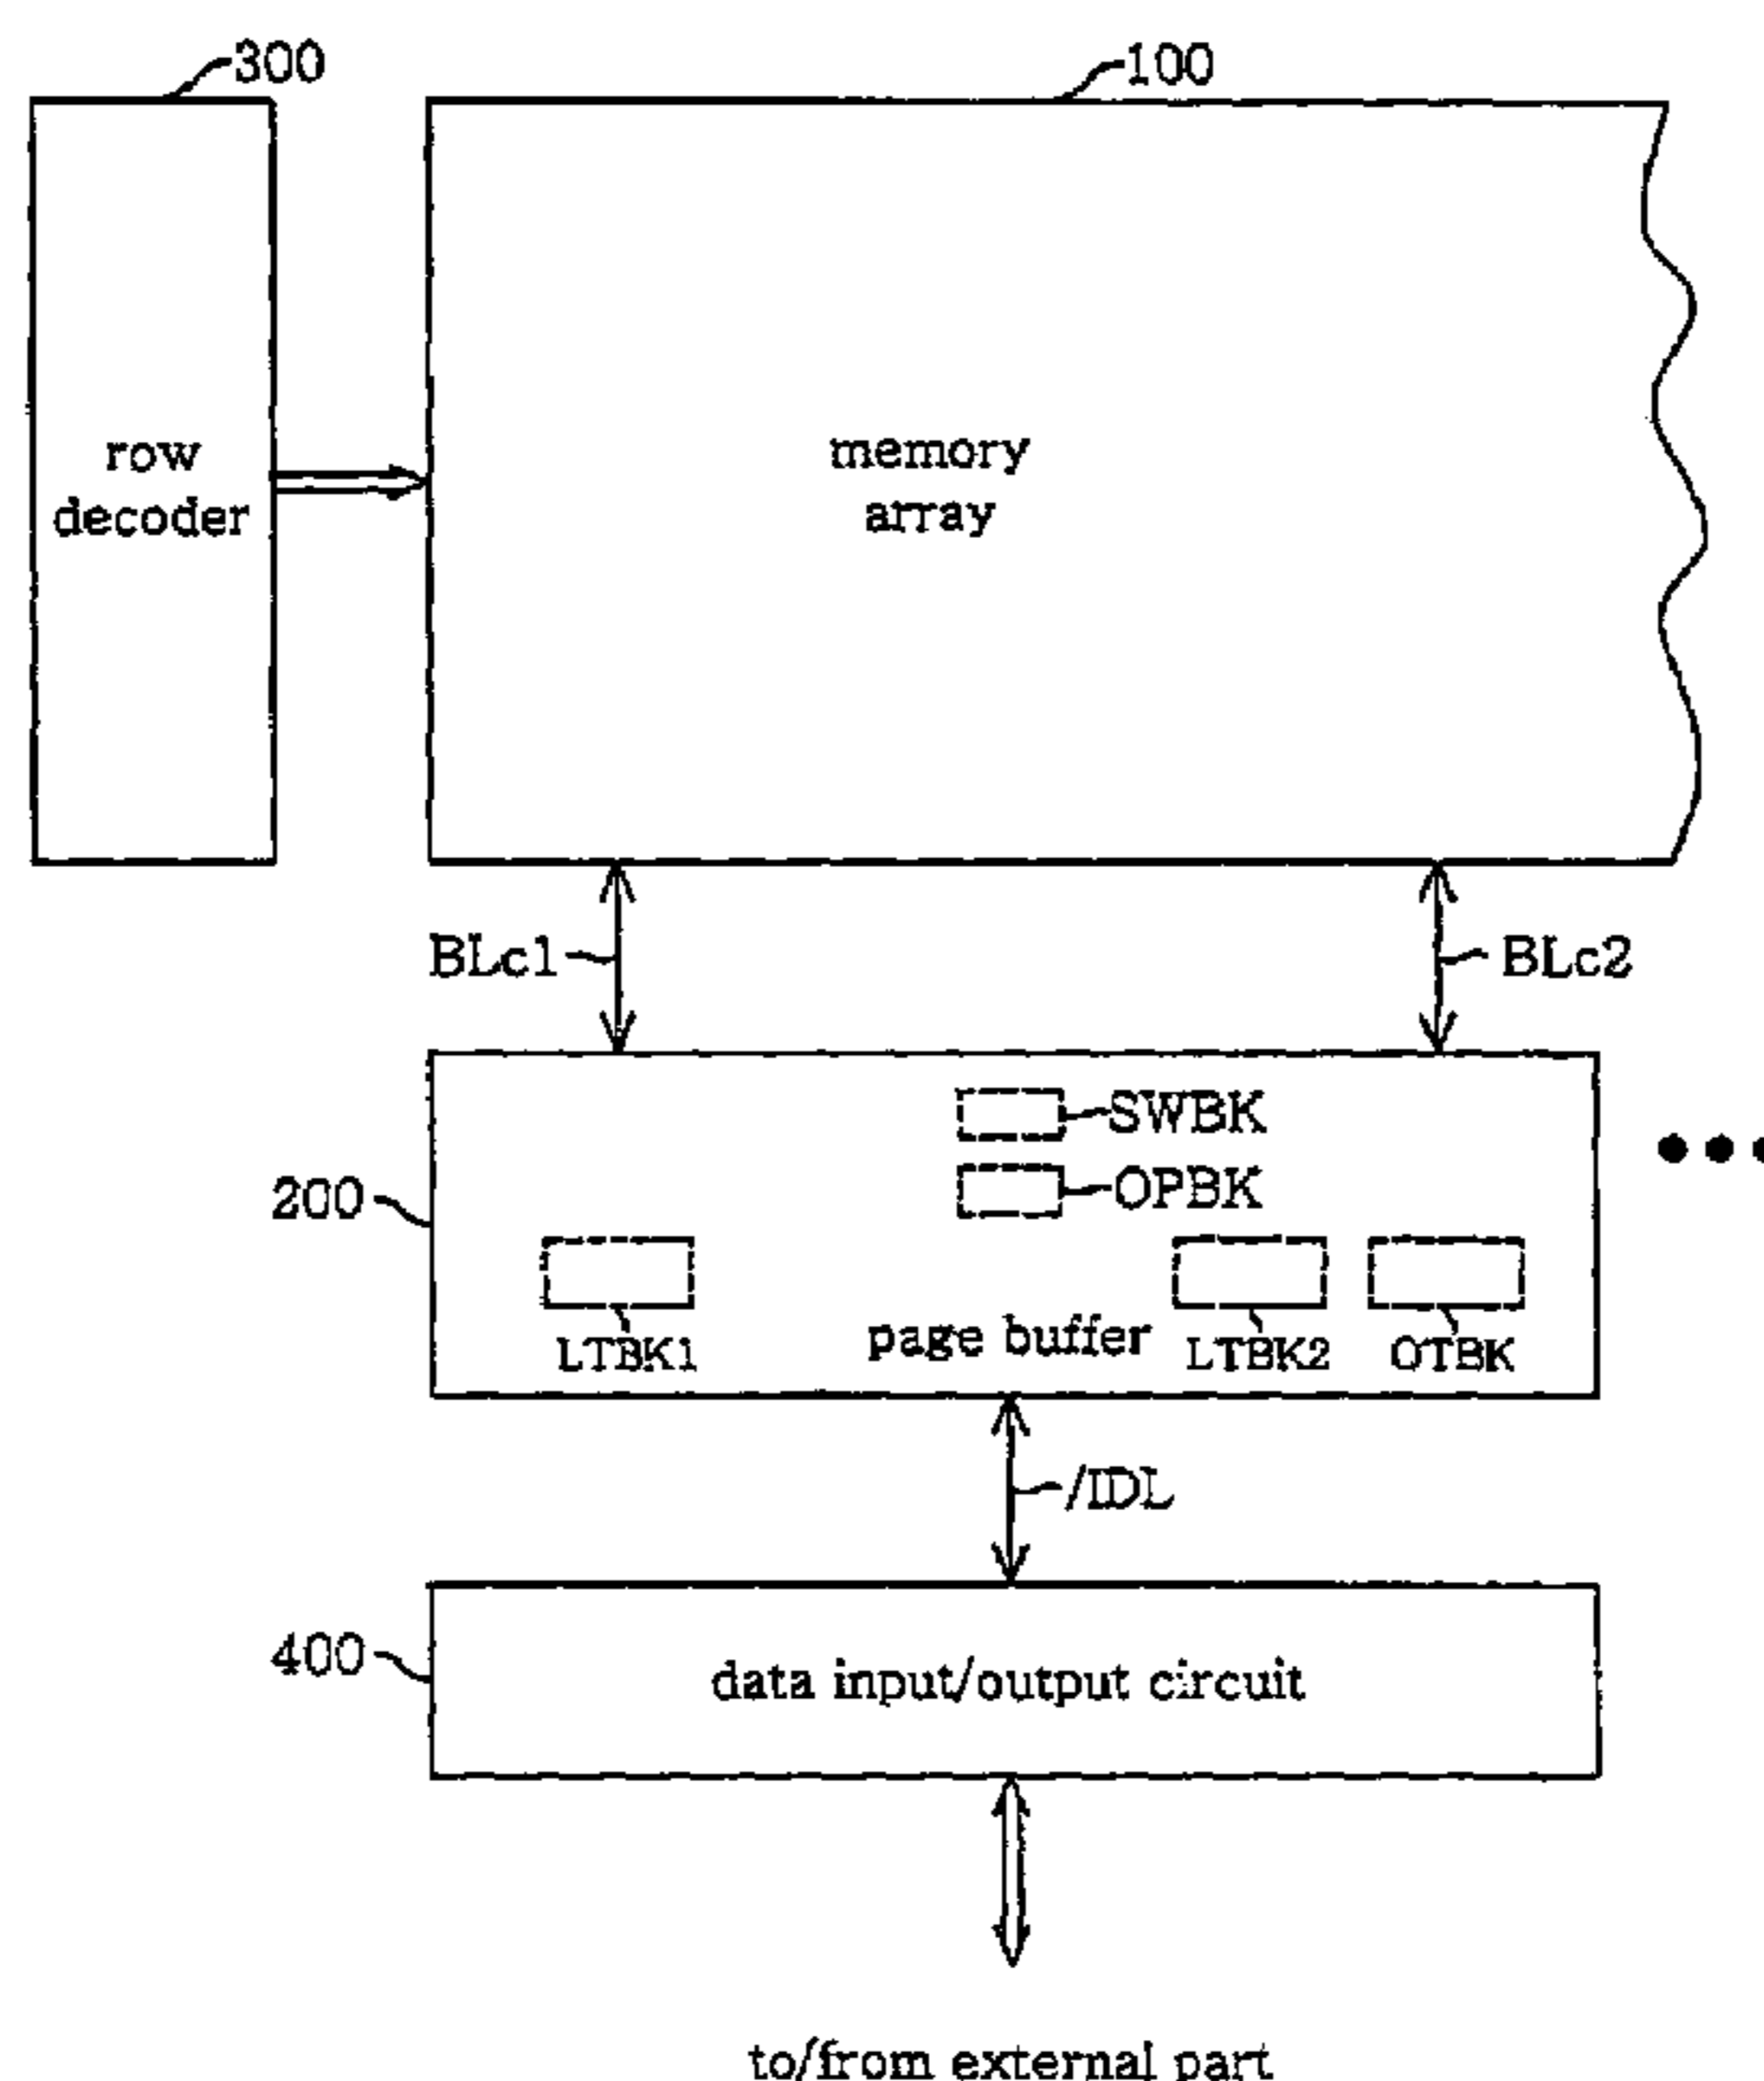 300
100
row
decoder
memory
array
BLc1
BLc2
SWBK
OPBK
200
LTBK1
page buffer
LTBK2
OTBK
/IDL
400
data input/output circuit
to/from external part